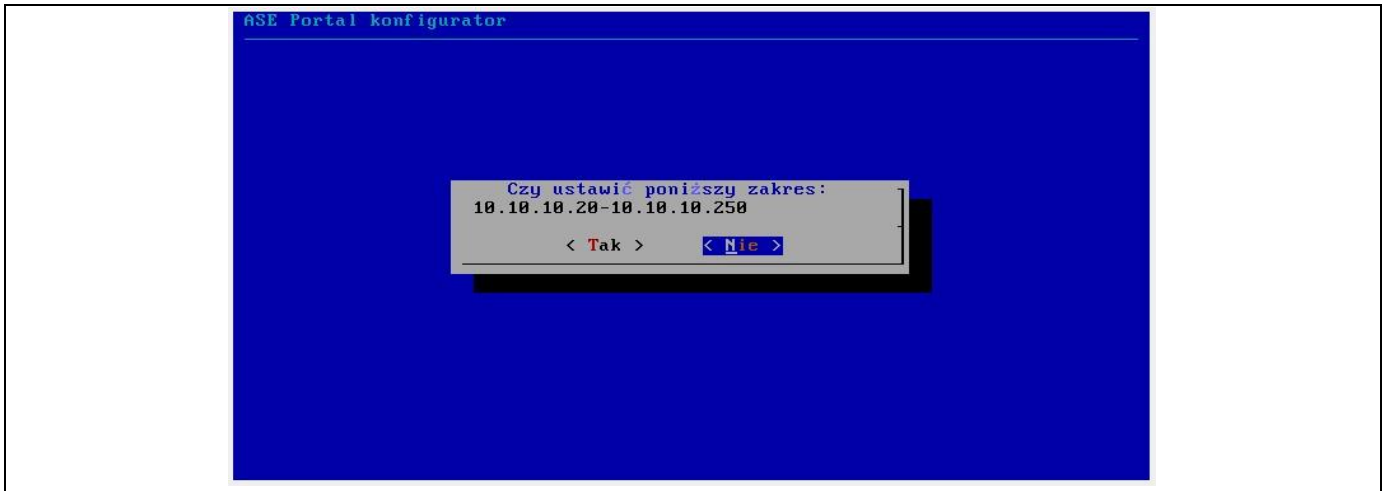 ASE Portal konfigurator
Czy ustawić poniższy zakres:
10.10.10.20-10.10.10.250
< Tak > < Nie >